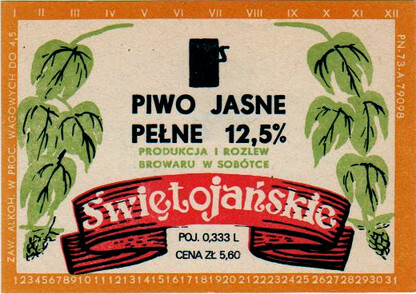 I II III IV V VI VII VIII IX X XI XII
PIWO JASNE
PEŁNE 12,5%
PRODUKCJA I ROZLEW
BROWARU W SOBÓTCE
Świętojańskie
POJ. 0,333 L
CENA ZŁ 5,60
ZAW. ALKOH. W PROC. WAGOWYCH DO 4,5
PN-73-A-79098
1 2 3 4 5 6 7 8 9 10 11 12 13 14 15 16 17 18 19 20 21 22 23 24 25 26 27 28 29 30 31